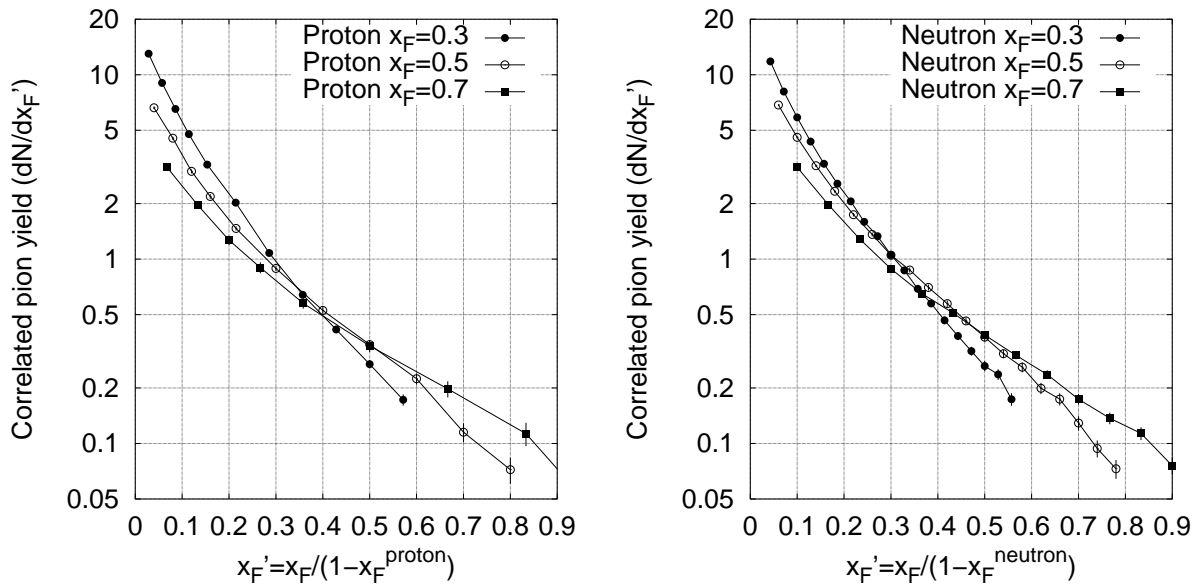 Correlated pion yield (dN/dx_F')
20
10
5
2
1
0.5
0.2
0.1
0.05
Proton x_F=0.3
Proton x_F=0.5
Proton x_F=0.7
0 0.1 0.2 0.3 0.4 0.5 0.6 0.7 0.8 0.9
x_F'=x_F/(1−x_F^proton)
Correlated pion yield (dN/dx_F')
20
10
5
2
1
0.5
0.2
0.1
0.05
Neutron x_F=0.3
Neutron x_F=0.5
Neutron x_F=0.7
0 0.1 0.2 0.3 0.4 0.5 0.6 0.7 0.8 0.9
x_F'=x_F/(1−x_F^neutron)